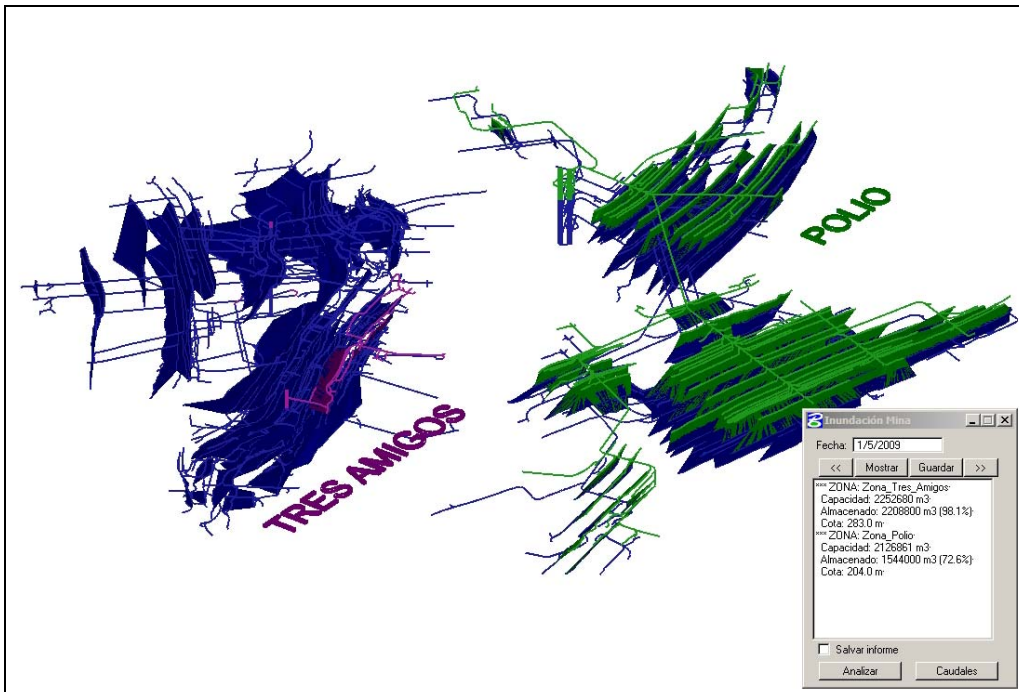 POLIO
TRES AMIGOS
Inundación Mina
Fecha: 1/5/2009
<< Mostrar Guardar >>
*** ZONA: Zona_Tres_Amigos
Capacidad: 2252680 m3
Almacenado: 2208800 m3 (98.1%)
Cota: 283.0 m
*** ZONA: Zona_Polio
Capacidad: 2126861 m3
Almacenado: 1544000 m3 (72.6%)
Cota: 204.0 m
Salvar informe
Analizar Caudales